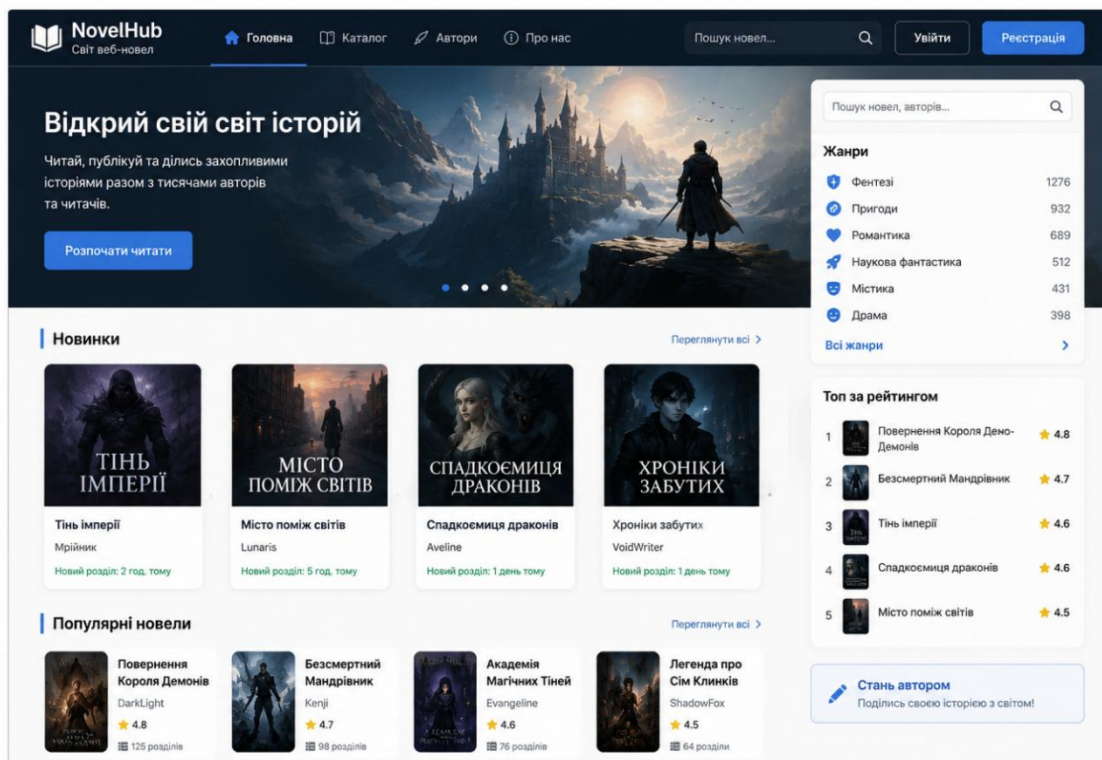 NovelHub
Світ веб-новел
Головна
Каталог
Автори
Про нас
Пошук новел...
Увійти
Реєстрація
Відкрий свій світ історій
Читай, публікуй та ділись захопливими
історіями разом з тисячами авторів
та читачів.
Розпочати читати
Пошук новел, авторів...
Жанри
Фентезі 1276
Пригоди 932
Романтика 689
Наукова фантастика 512
Містика 431
Драма 398
Всі жанри
Новинки
Переглянути всі
ТІНЬ
ІМПЕРІЇ
Тінь імперії
Мрійник
Новий розділ: 2 год. тому
МІСТО
ПОМІЖ СВІТІВ
Місто поміж світів
Lunaris
Новий розділ: 5 год. тому
СПАДКОЄМИЦЯ
ДРАКОНІВ
Спадкоємиця драконів
Aveline
Новий розділ: 1 день тому
ХРОНІКИ
ЗАБУТИХ
Хроніки забутих
VoidWriter
Новий розділ: 1 день тому
Топ за рейтингом
1 Повернення Короля Демо-
Демонів 4.8
2 Безсмертний Мандрівник 4.7
3 Тінь імперії 4.6
4 Спадкоємиця драконів 4.6
5 Місто поміж світів 4.5
Популярні новели
Переглянути всі
Повернення
Короля Демонів
DarkLight
4.8
125 розділів
Безсмертний
Мандрівник
Kenji
4.7
98 розділів
Академія
Магічних Тіней
Evangeline
4.6
76 розділів
Легенда про
Сім Клинків
ShadowFox
4.5
64 розділи
Стань автором
Поділись своєю історією з світом!